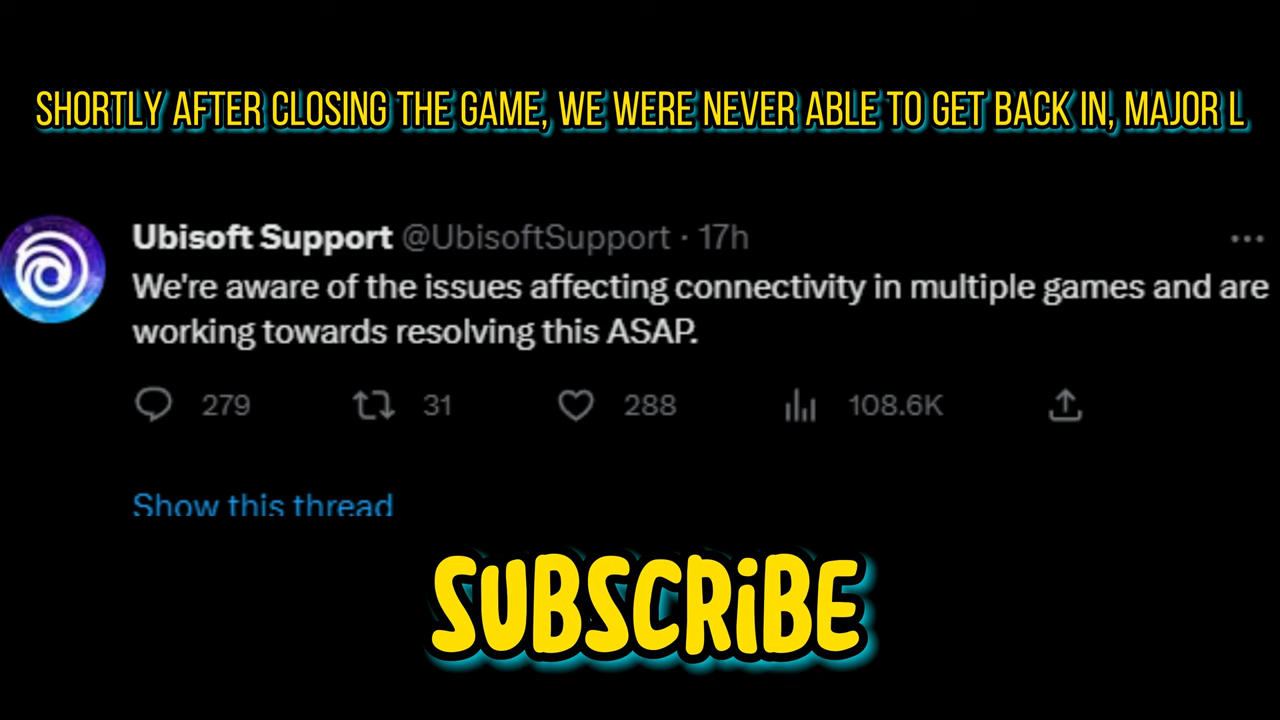 SHORTLY AFTER CLOSING THE GAME, WE WERE NEVER ABLE TO GET BACK IN, MAJOR L
Ubisoft Support @UbisoftSupport · 17h
We're aware of the issues affecting connectivity in multiple games and are
working towards resolving this ASAP.
279 31 288 108.6K
Show this thread
SUBSCRiBE